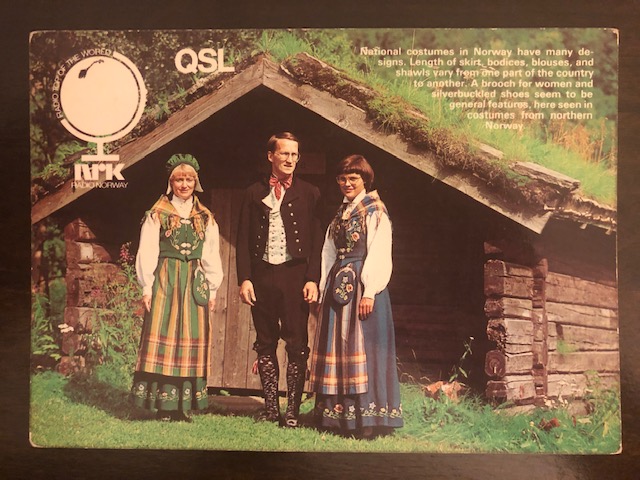 RADIO ROY OF THE WORLD
nrk
RADIO NORWAY
QSL
National costumes in Norway have many de-
signs. Length of skirt, bodices, blouses, and
shawls vary from one part of the country
to another. A brooch for women and
silverbuckled shoes seem to be
general features, here seen in
costumes from northern
Norway